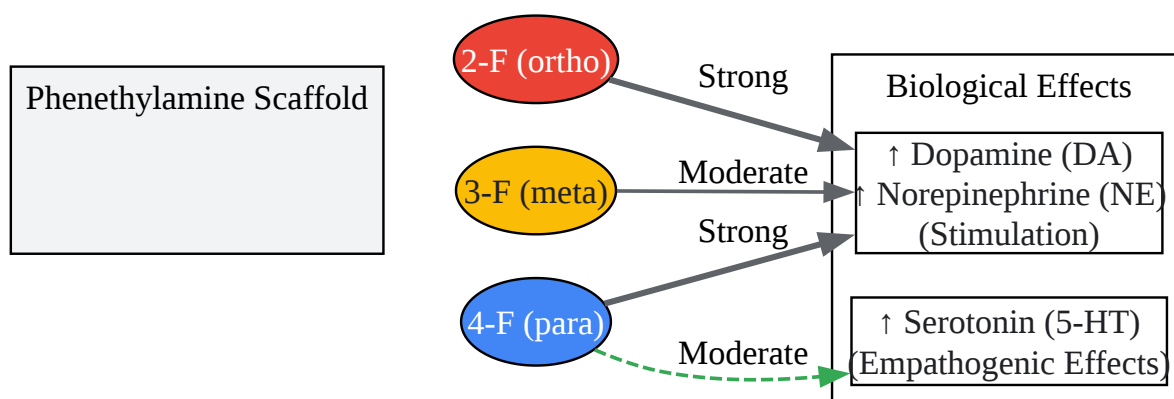 Phenethylamine Scaffold
2-F (ortho)
3-F (meta)
4-F (para)
Strong
Moderate
Strong
Moderate
Biological Effects
↑ Dopamine (DA)
↑ Norepinephrine (NE)
(Stimulation)
↑ Serotonin (5-HT)
(Empathogenic Effects)